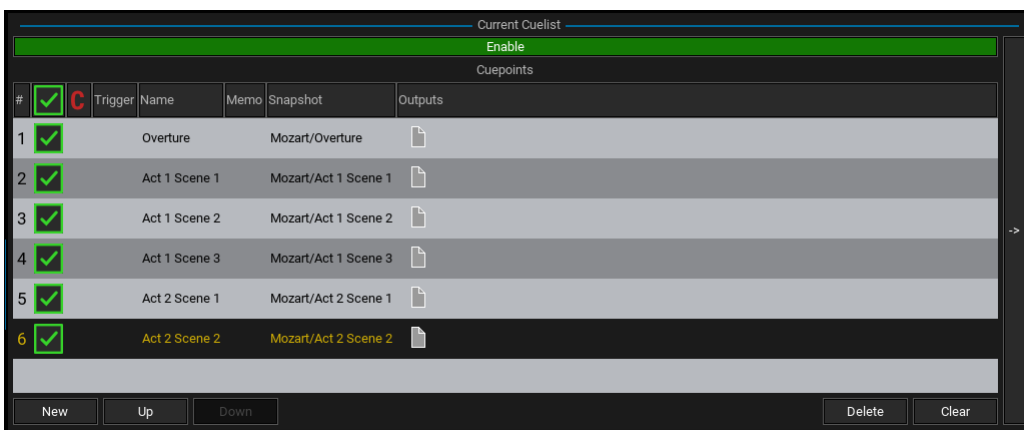 Current Cuelist
Enable
Cuepoints
# C Trigger Name Memo Snapshot Outputs
1 Overture Mozart/Overture
2 Act 1 Scene 1 Mozart/Act 1 Scene 1
3 Act 1 Scene 2 Mozart/Act 1 Scene 2
4 Act 1 Scene 3 Mozart/Act 1 Scene 3
5 Act 2 Scene 1 Mozart/Act 2 Scene 1
6 Act 2 Scene 2 Mozart/Act 2 Scene 2
->
New Up Down Delete Clear